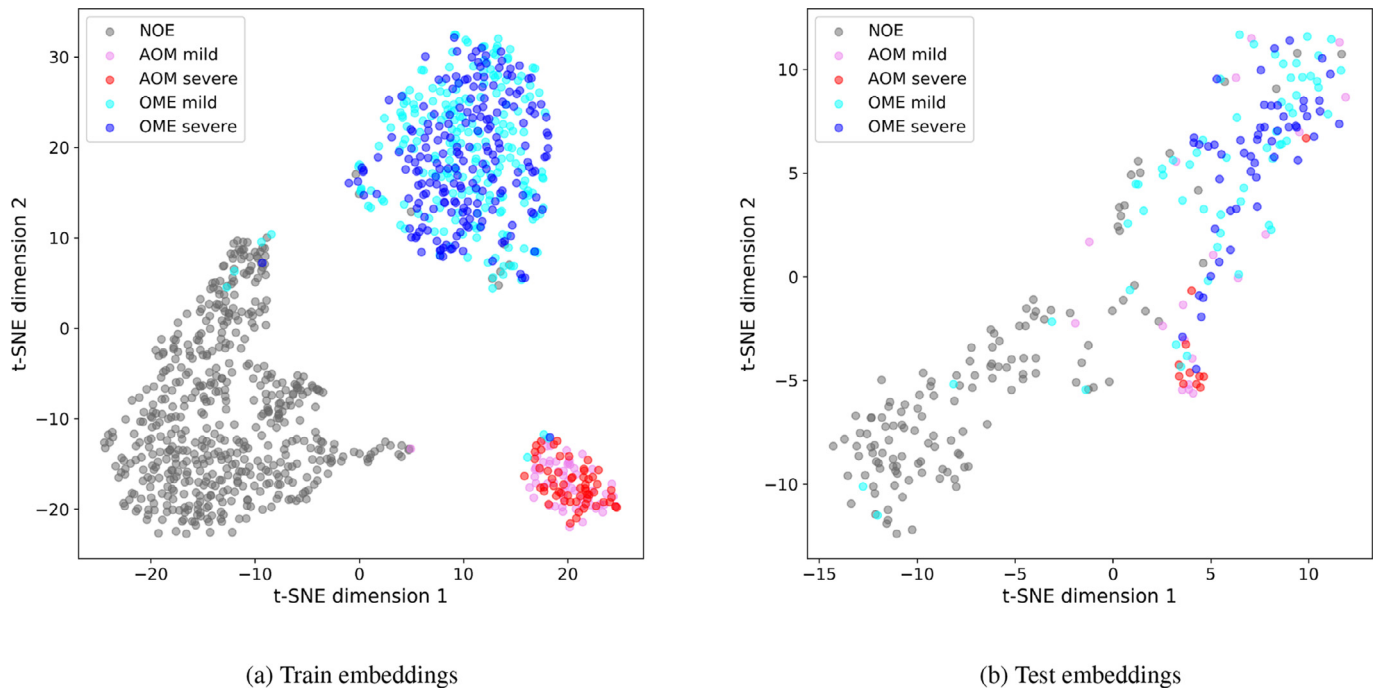 NOE
AOM mild
AOM severe
OME mild
OME severe
30
20
10
0
−10
−20
t-SNE dimension 2
−20 −10 0 10 20
t-SNE dimension 1
(a) Train embeddings
NOE
AOM mild
AOM severe
OME mild
OME severe
10
5
0
−5
−10
t-SNE dimension 2
−15 −10 −5 0 5 10
t-SNE dimension 1
(b) Test embeddings